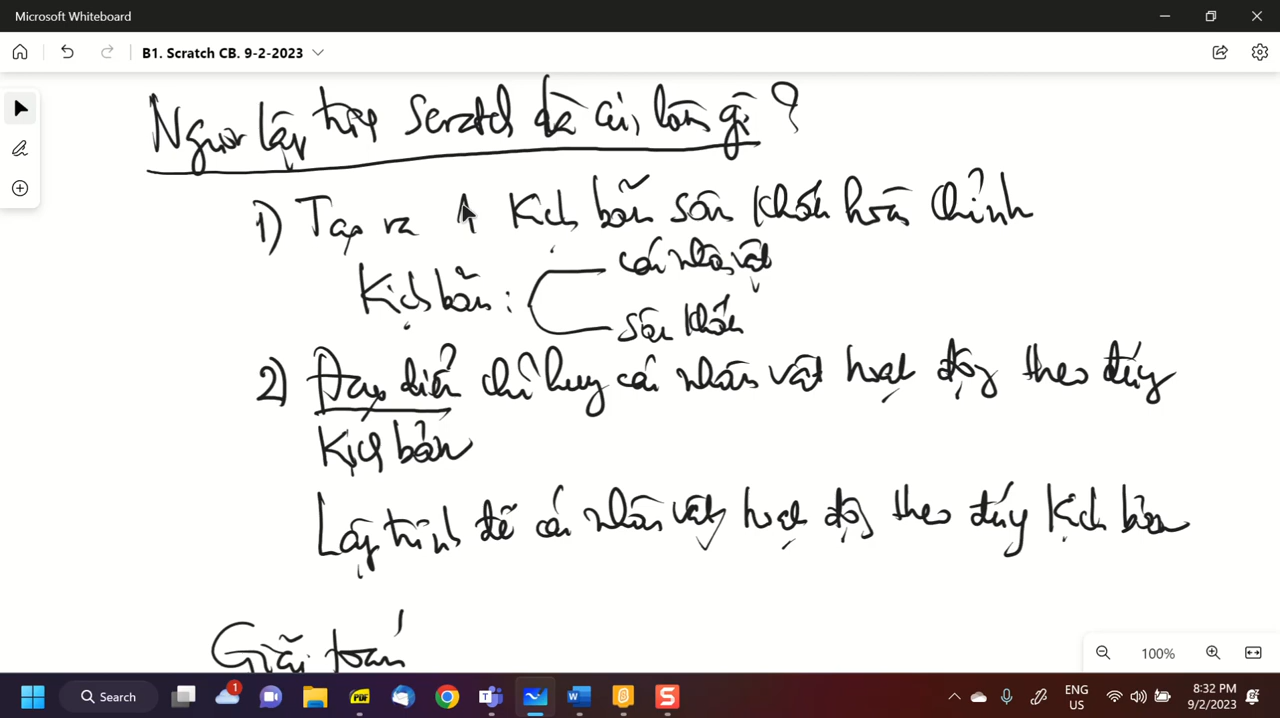 Microsoft Whiteboard
B1. Scratch CB. 9-2-2023
Người lập trình Scratch để cần làm gì?
1) Tạo ra 1 kịch bản sân khấu hoàn chỉnh
Kịch bản:
các nhân vật
sân khấu
2) Đạo diễn chỉ huy các nhân vật hoạt động theo đúng
kịch bản
Lập trình để các nhân vật hoạt động theo đúng kịch bản
Giải toán
100%
Search
1
ENG
US
8:32 PM
9/2/2023